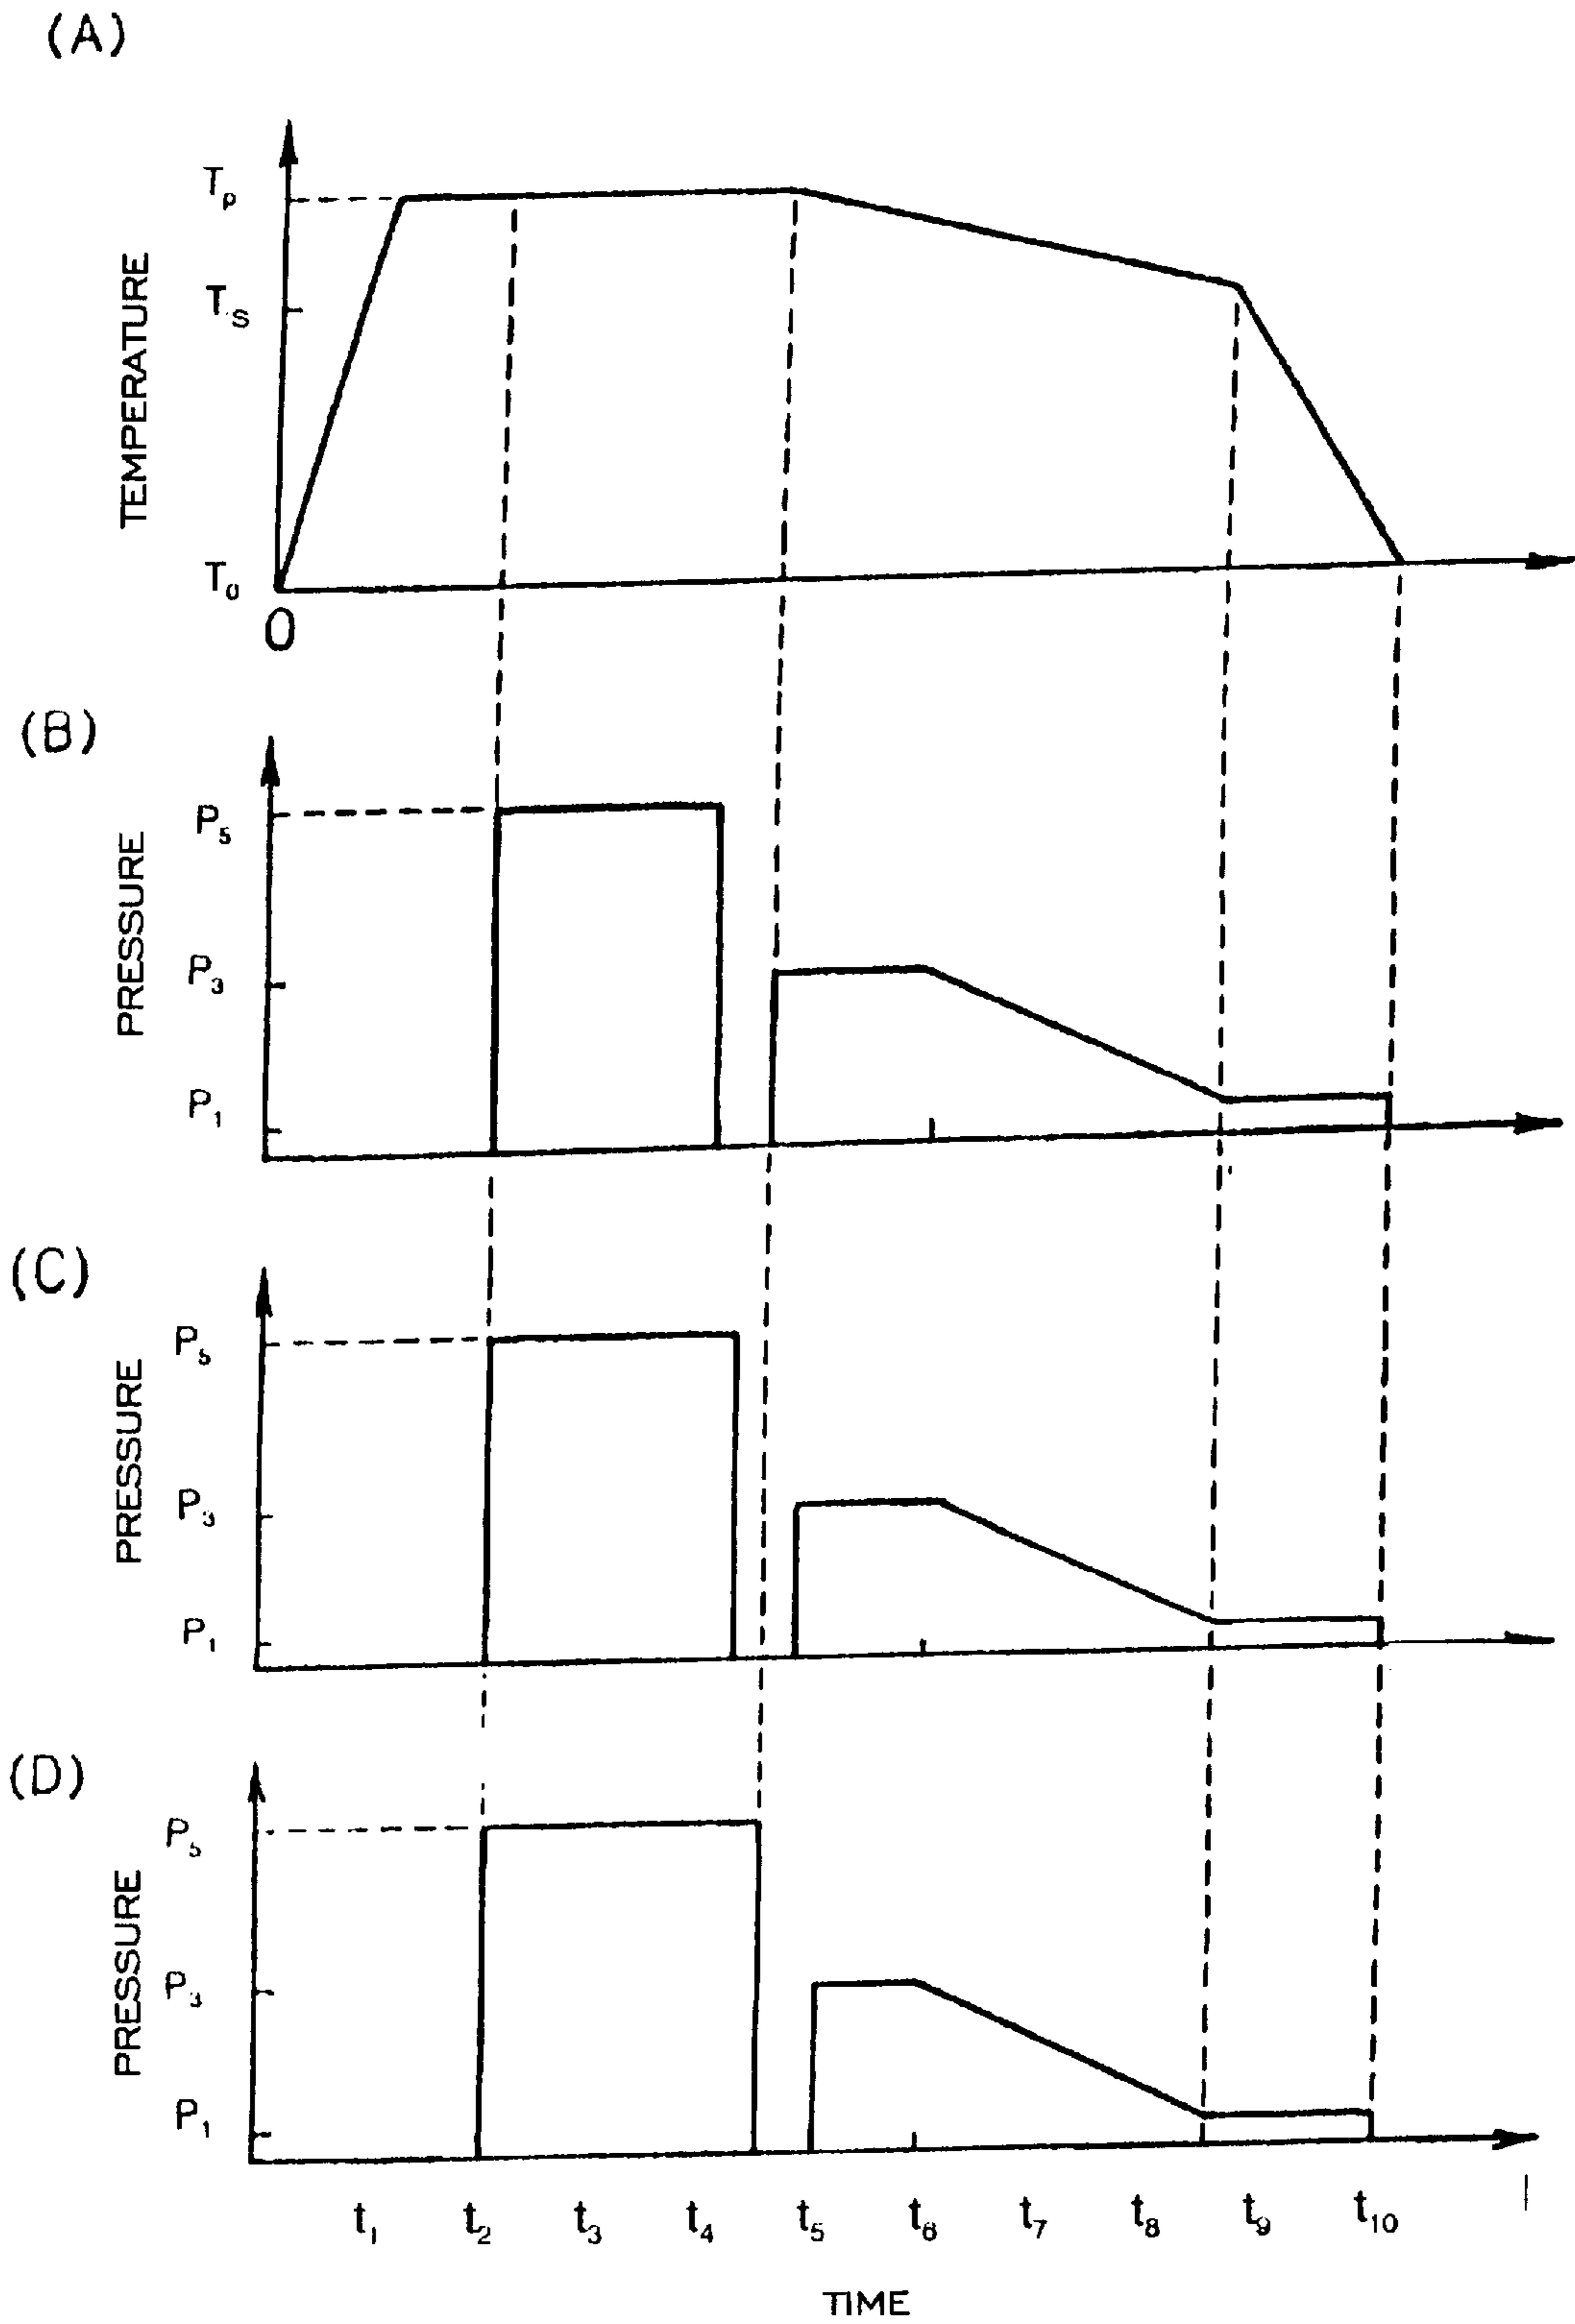 (A)
TEMPERATURE
Tp
Ts
To
0
(B)
PRESSURE
P5
P3
P1
(C)
PRESSURE
P5
P3
P1
(D)
PRESSURE
P5
P3
P1
t1 t2 t3 t4 t5 t6 t7 t8 t9 t10
TIME